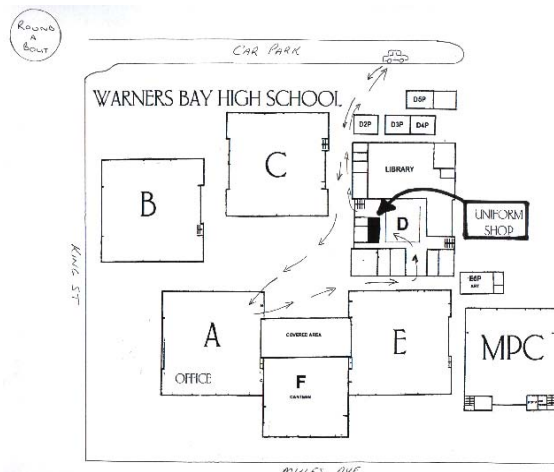 ROUND
A
BOUT
CAR PARK
WARNERS BAY HIGH SCHOOL
D5P
D2P
D3P
D4P
C
LIBRARY
B
D
UNIFORM
SHOP
KING ST
E6P
ART
A
OFFICE
COVERED AREA
E
MPC
F
CANTEEN